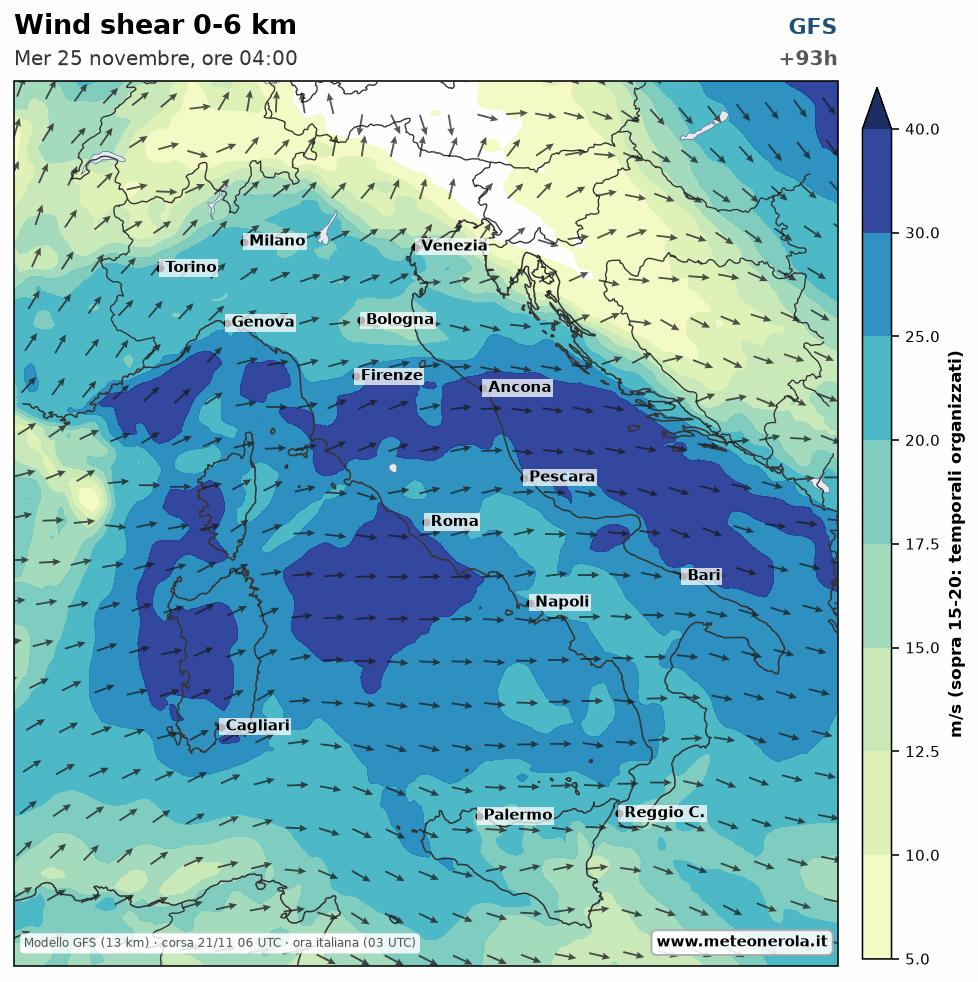 Wind shear 0-6 km
GFS
Mer 25 novembre, ore 04:00
+93h
40.0
30.0
25.0
20.0
17.5
15.0
12.5
10.0
5.0
m/s (sopra 15-20: temporali organizzati)
Milano
Venezia
Torino
Genova
Bologna
Firenze
Ancona
Pescara
Roma
Bari
Napoli
Cagliari
Palermo
Reggio C.
Modello GFS (13 km) · corsa 21/11 06 UTC · ora italiana (03 UTC)
www.meteonerola.it